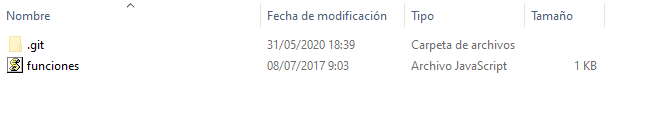 Nombre Fecha de modificación Tipo Tamaño
.git 31/05/2020 18:39 Carpeta de archivos
funciones 08/07/2017 9:03 Archivo JavaScript 1 KB